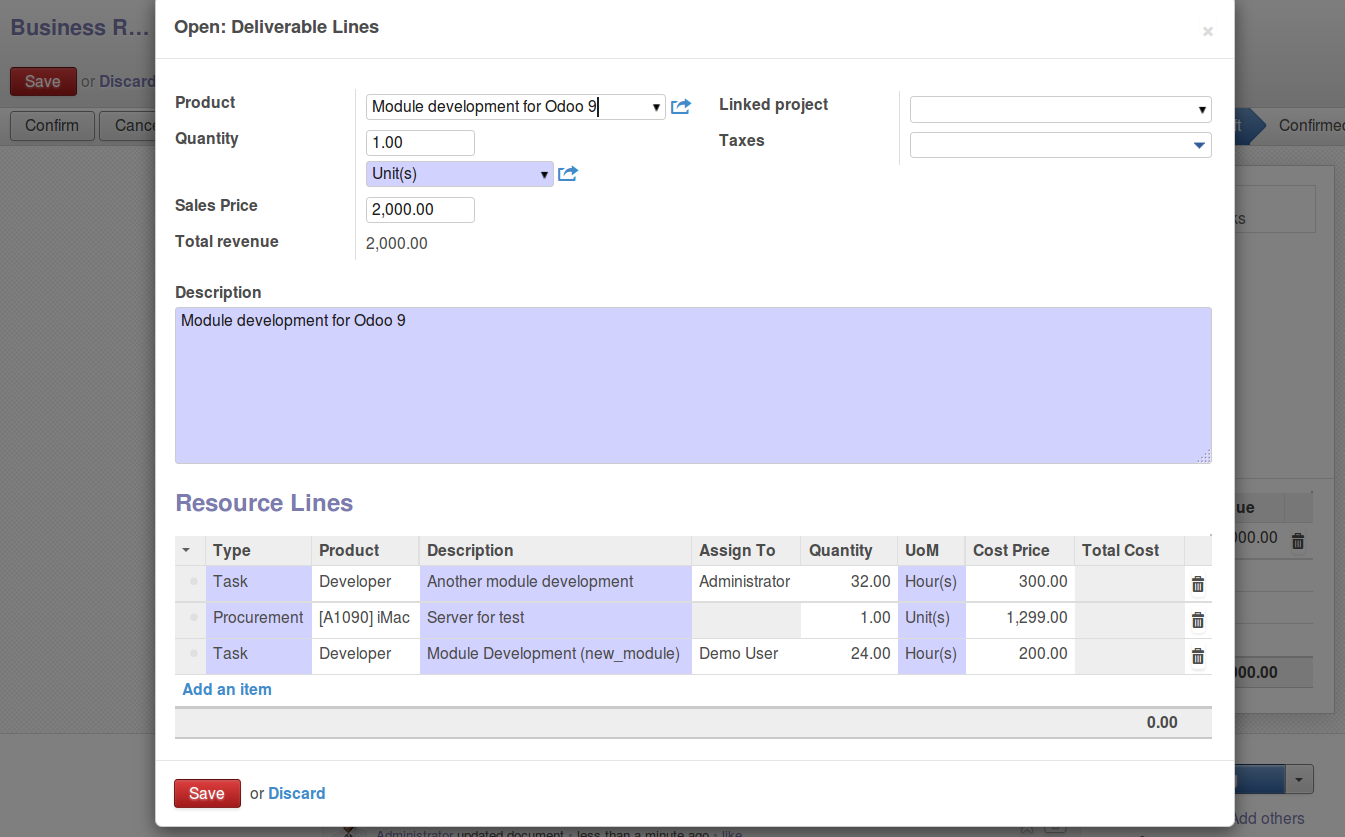 Business R...
Open: Deliverable Lines
×
Save or Discard
Confirm
Confirmed
Product
Module development for Odoo 9
Linked project
Quantity
1.00
Taxes
Unit(s)
Sales Price
2,000.00
Total revenue
2,000.00
Description
Module development for Odoo 9
Resource Lines
Type Product Description Assign To Quantity UoM Cost Price Total Cost
Task Developer Another module development Administrator 32.00 Hour(s) 300.00
Procurement [A1090] iMac Server for test 1.00 Unit(s) 1,299.00
Task Developer Module Development (new_module) Demo User 24.00 Hour(s) 200.00
Add an item
0.00
Save or Discard
Add others
Administrator updated document • less than a minute ago • like